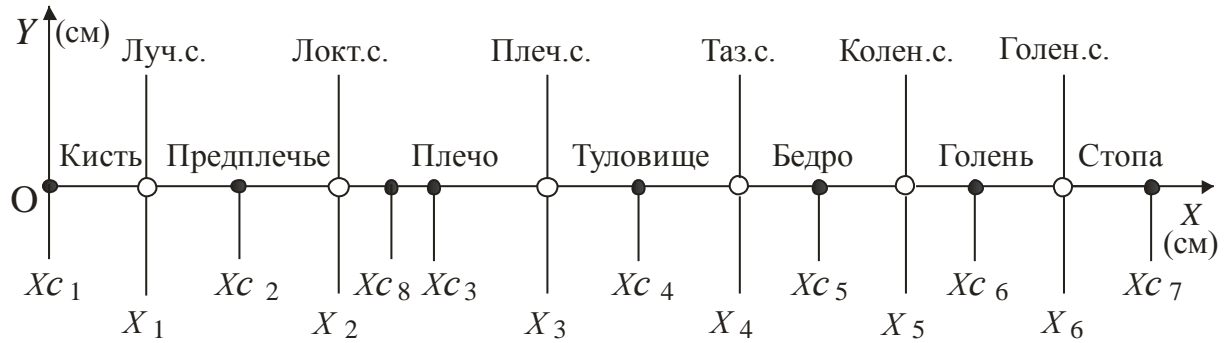 Y (см)
Луч.с. Локт.с. Плеч.с. Таз.с. Колен.с. Голен.с.
Кисть Предплечье Плечо Туловище Бедро Голень Стопа
O
X
(см)
Xc 1 Xc 2 Xc 8 Xc 3 Xc 4 Xc 5 Xc 6 Xc 7
X 1 X 2 X 3 X 4 X 5 X 6